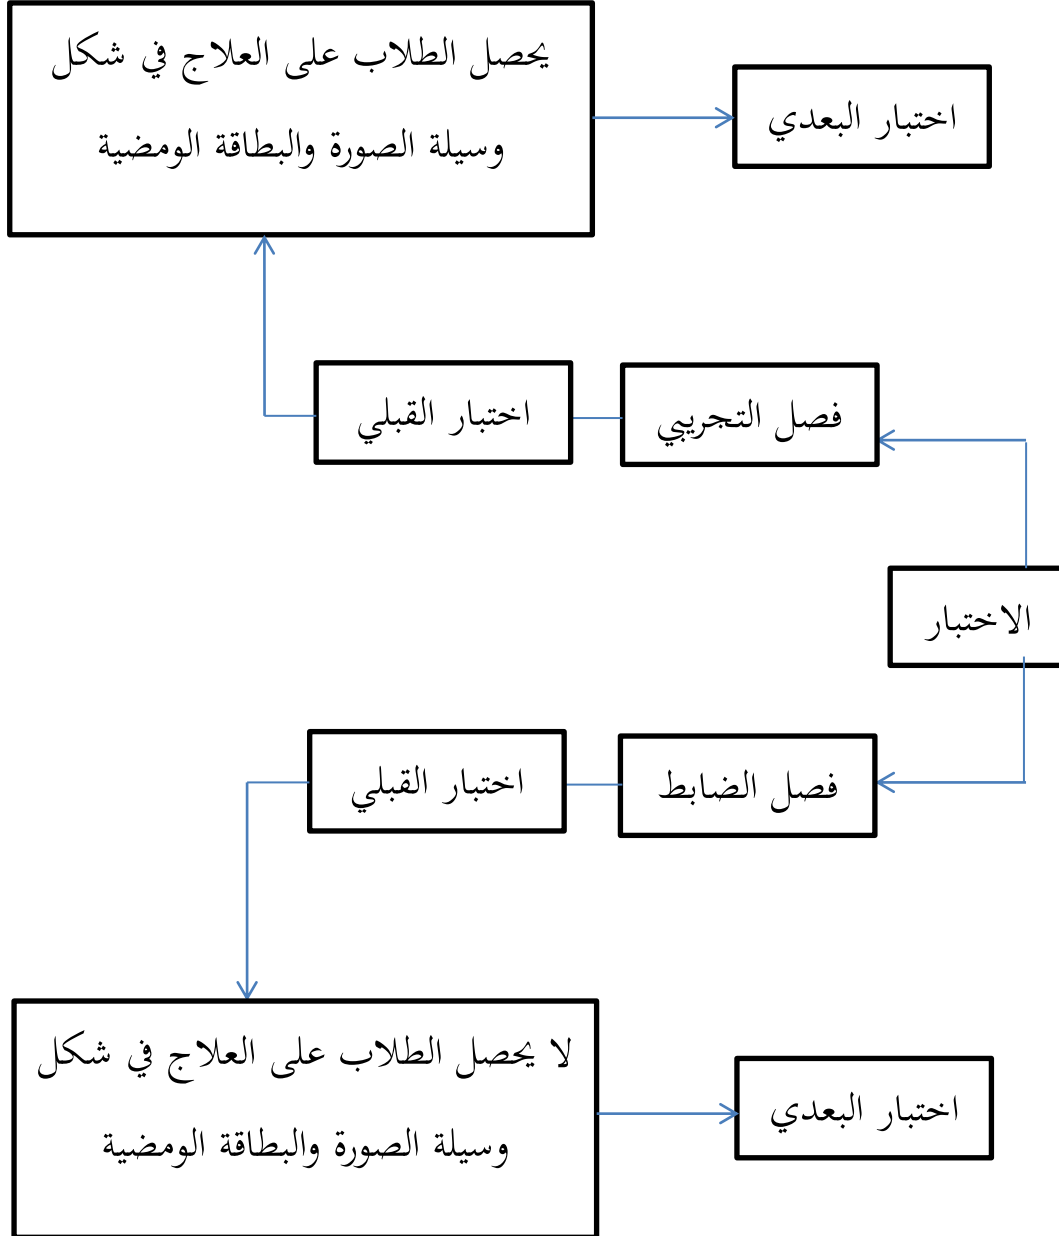 يحصل الطلاب على العلاج في شكل
وسيلة الصورة والبطاقة الومضية
اختبار البعدي
فصل التجريبي
اختبار القبلي
الاختبار
فصل الضابط
اختبار القبلي
لا يحصل الطلاب على العلاج في شكل
وسيلة الصورة والبطاقة الومضية
اختبار البعدي